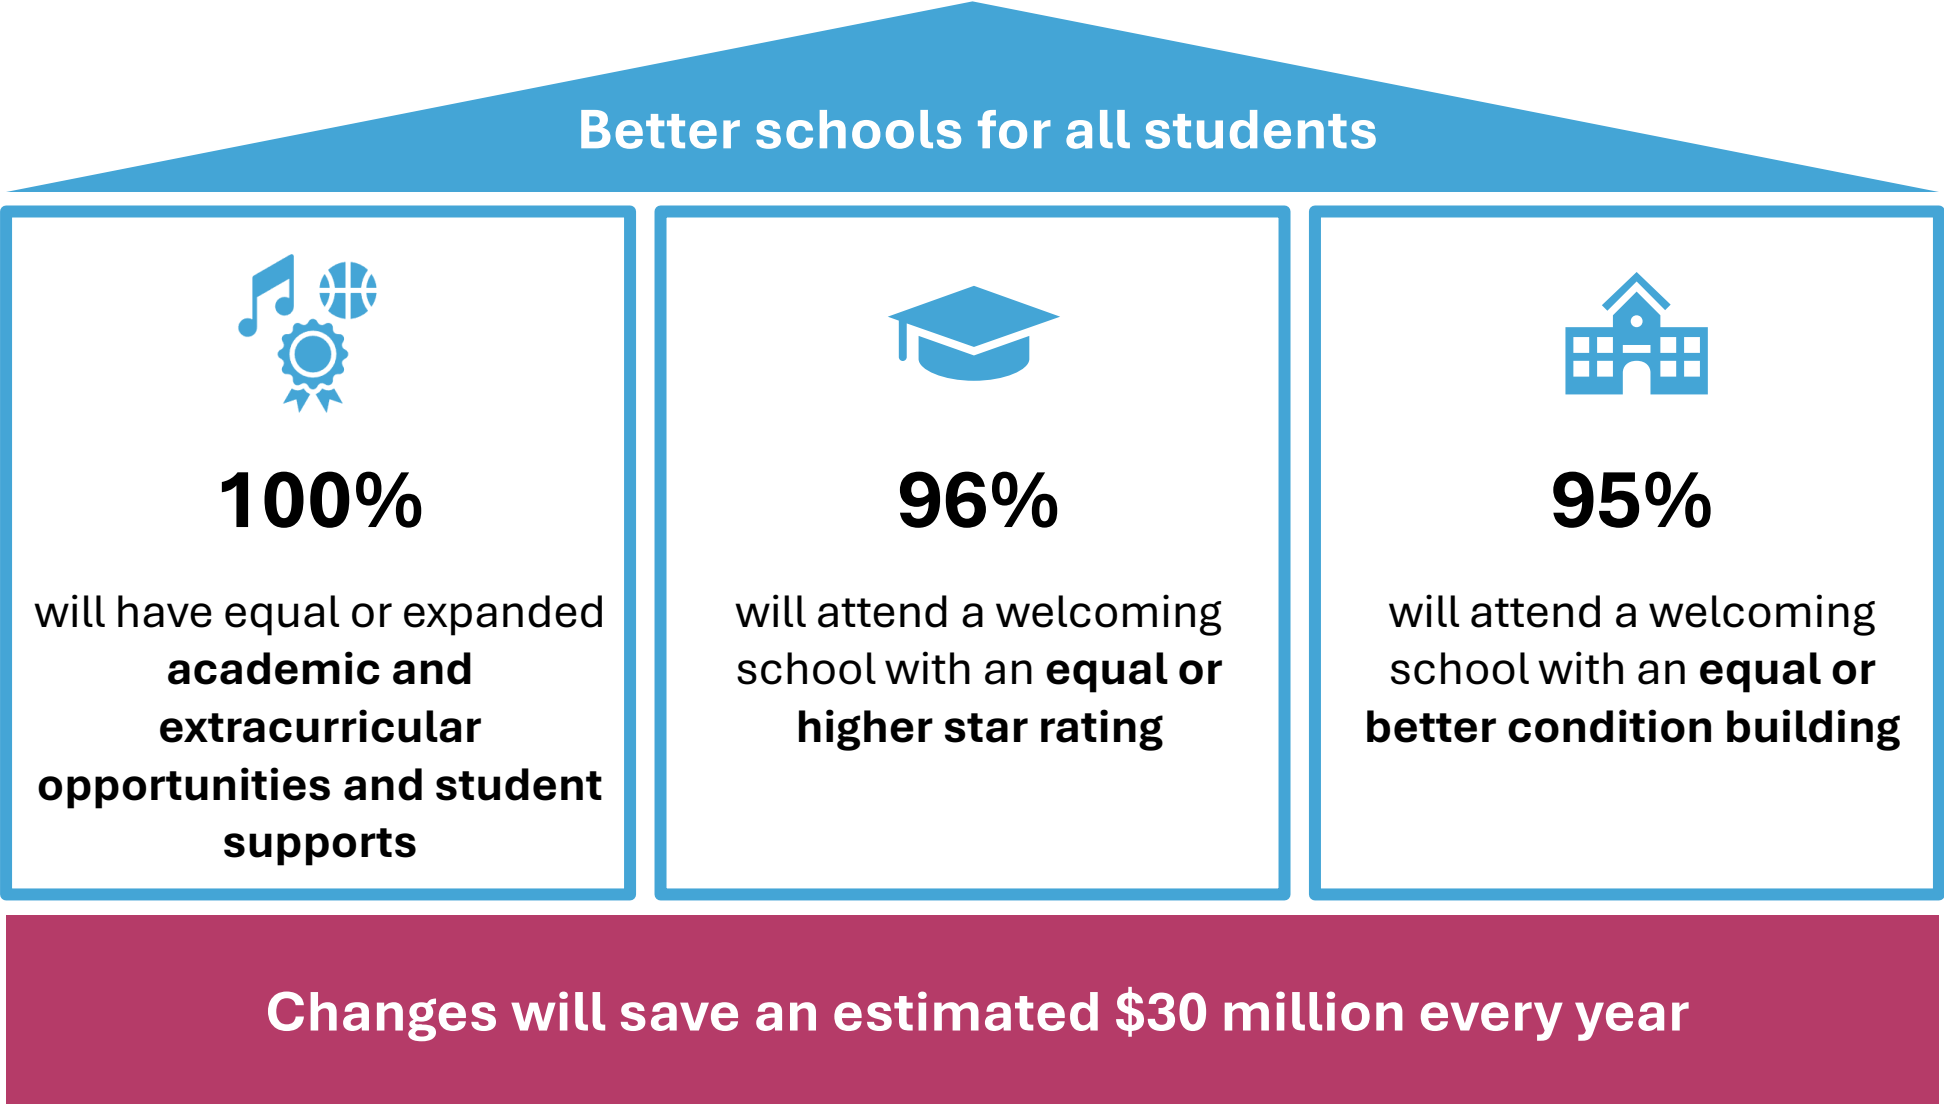 Better schools for all students
100%
will have equal or expanded
academic and
extracurricular
opportunities and student
supports
96%
will attend a welcoming
school with an equal or
higher star rating
95%
will attend a welcoming
school with an equal or
better condition building
Changes will save an estimated $30 million every year